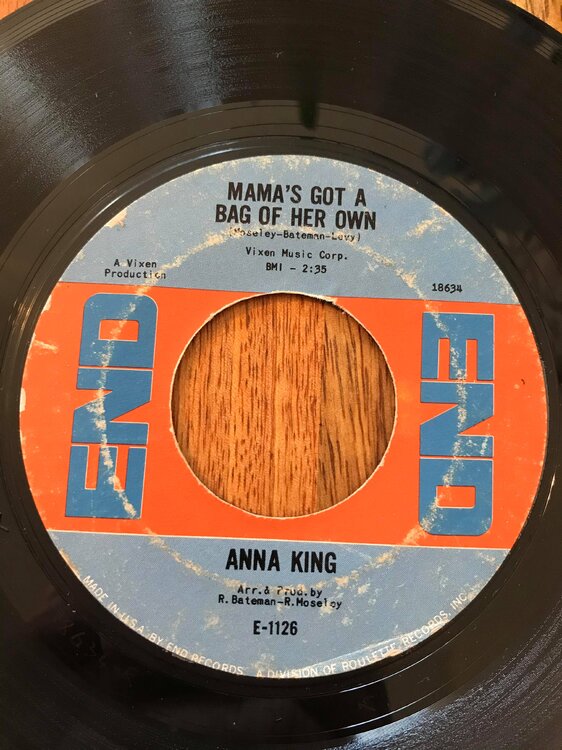 MAMA'S GOT A
BAG OF HER OWN
(Moseley-Bateman-Levy)
Vixen Music Corp.
BMI - 2:35
A Vixen
Production
18634
END
END
ANNA KING
Arr.& Prod.by
R.Bateman-R.Moseley
E-1126
MADE IN U.S.A. BY END RECORDS, A DIVISION OF ROULETTE RECORDS, INC.